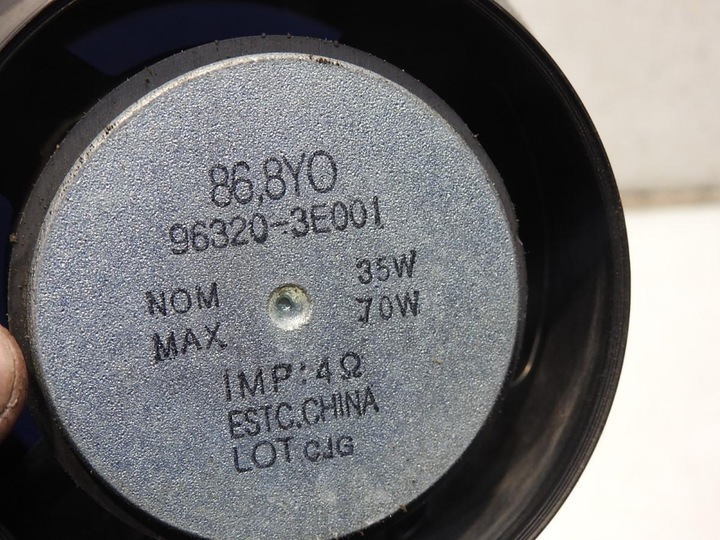 86,8YO
96320-3E001
NOM 35W
MAX 70W
IMP:4Ω
ESTC.CHINA
LOT CJG